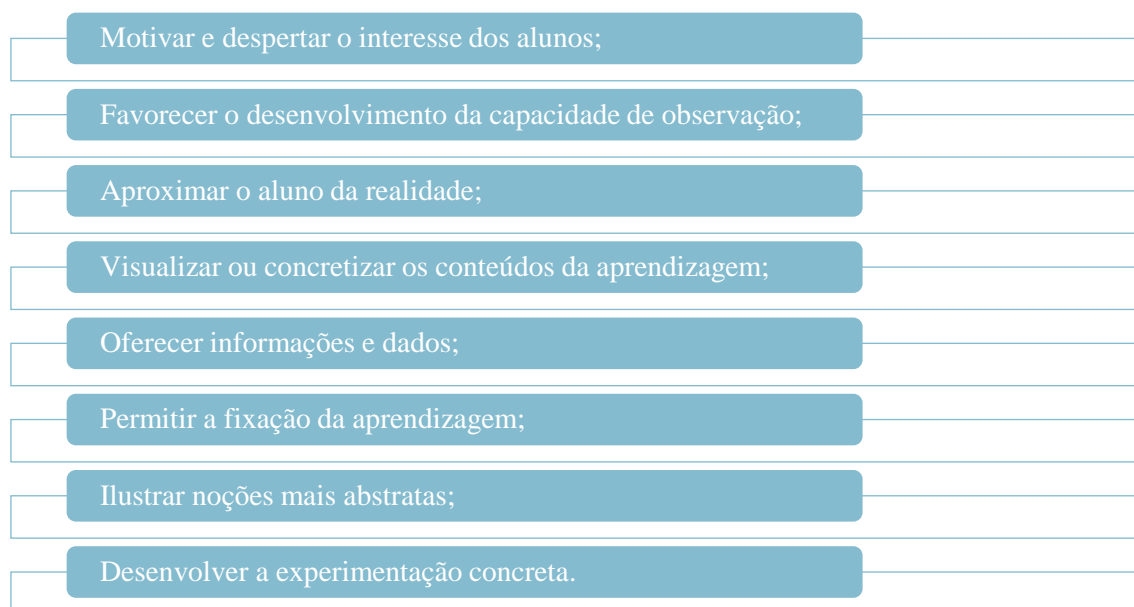 Motivar e despertar o interesse dos alunos;
Favorecer o desenvolvimento da capacidade de observação;
Aproximar o aluno da realidade;
Visualizar ou concretizar os conteúdos da aprendizagem;
Oferecer informações e dados;
Permitir a fixação da aprendizagem;
Ilustrar noções mais abstratas;
Desenvolver a experimentação concreta.